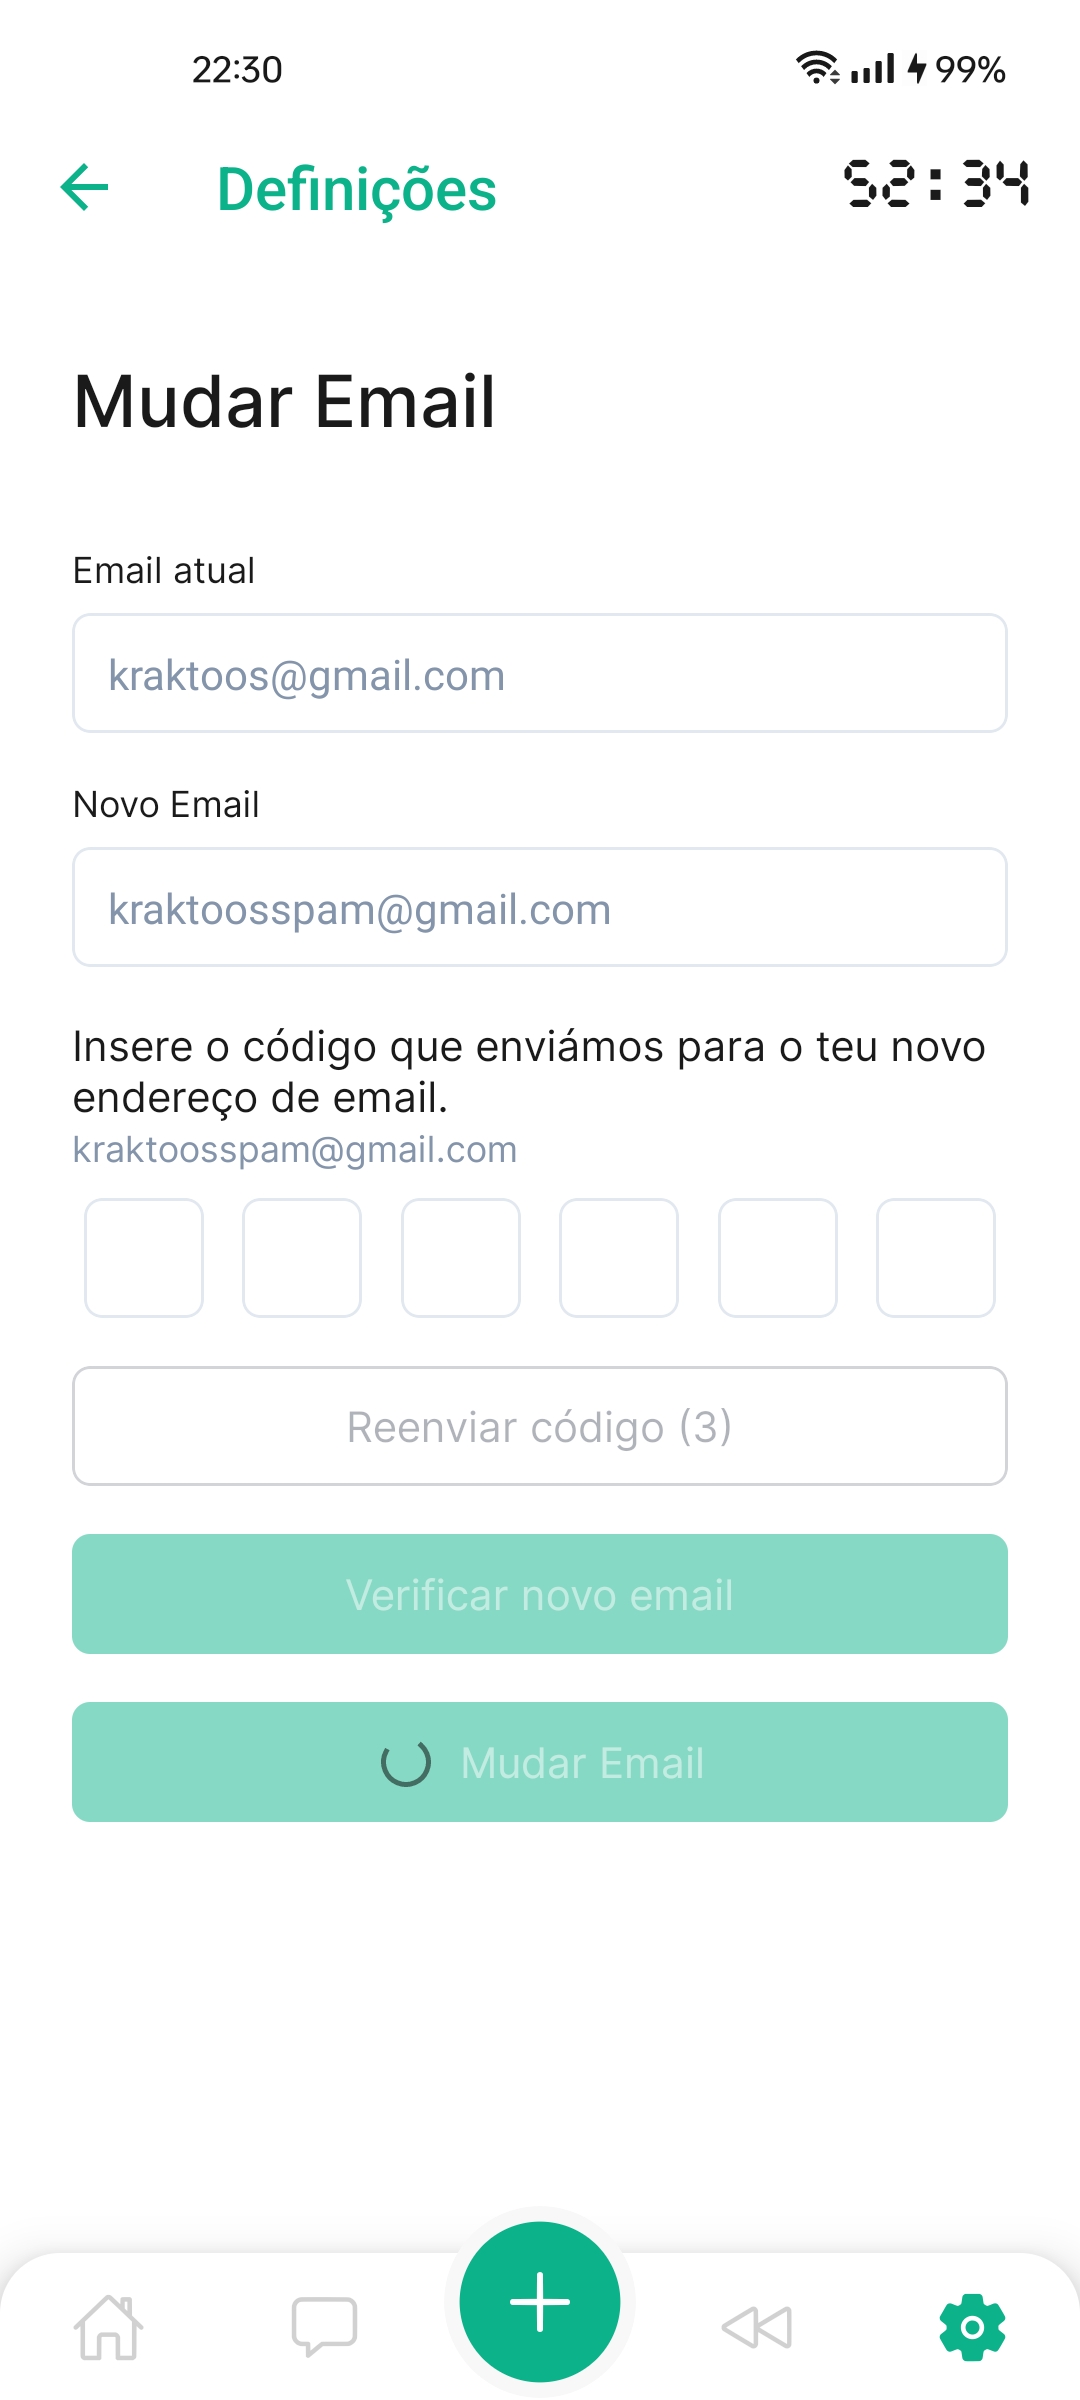 22:30
99%
Definições
52:34
Mudar Email
Email atual
kraktoos@gmail.com
Novo Email
kraktoosspam@gmail.com
Insere o código que enviámos para o teu novo
endereço de email.
kraktoosspam@gmail.com
Reenviar código (3)
Verificar novo email
Mudar Email